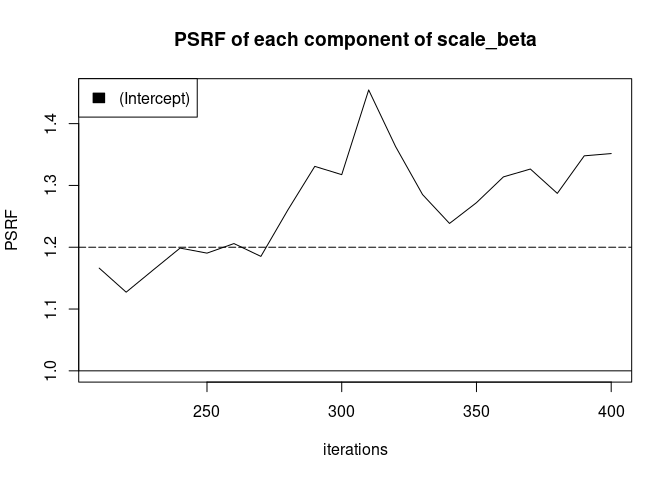 PSRF of each component of scale_beta
(Intercept)
PSRF
1.4
1.3
1.2
1.1
1.0
250 300 350 400
iterations